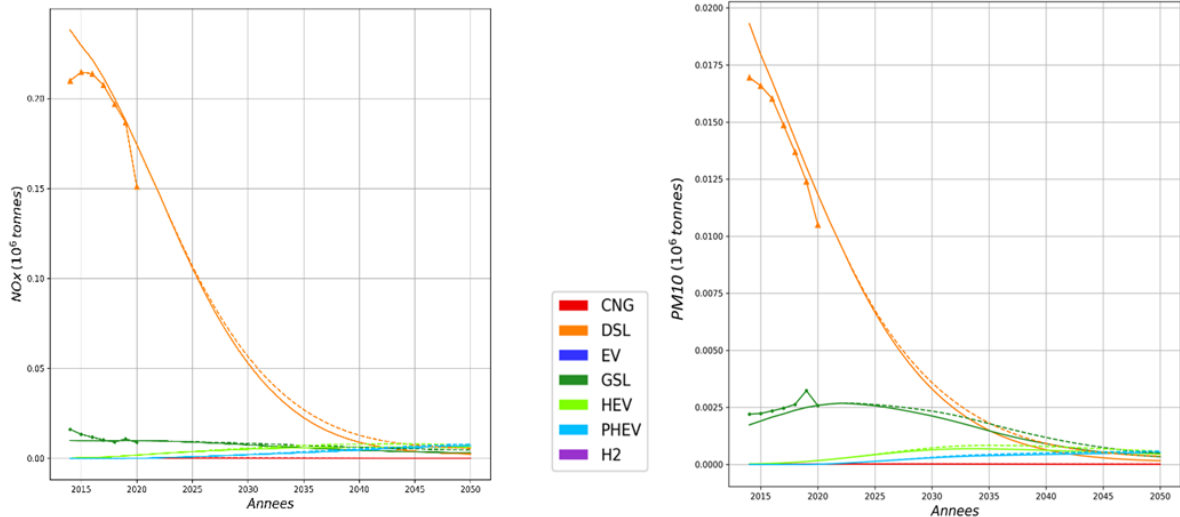 NOx (10⁶ tonnes)
0.20
0.15
0.10
0.05
0.00
2015 2020 2025 2030 2035 2040 2045 2050
Annees
CNG
DSL
EV
GSL
HEV
PHEV
H2
PM10 (10⁶ tonnes)
0.0200
0.0175
0.0150
0.0125
0.0100
0.0075
0.0050
0.0025
0.0000
2015 2020 2025 2030 2035 2040 2045 2050
Annees